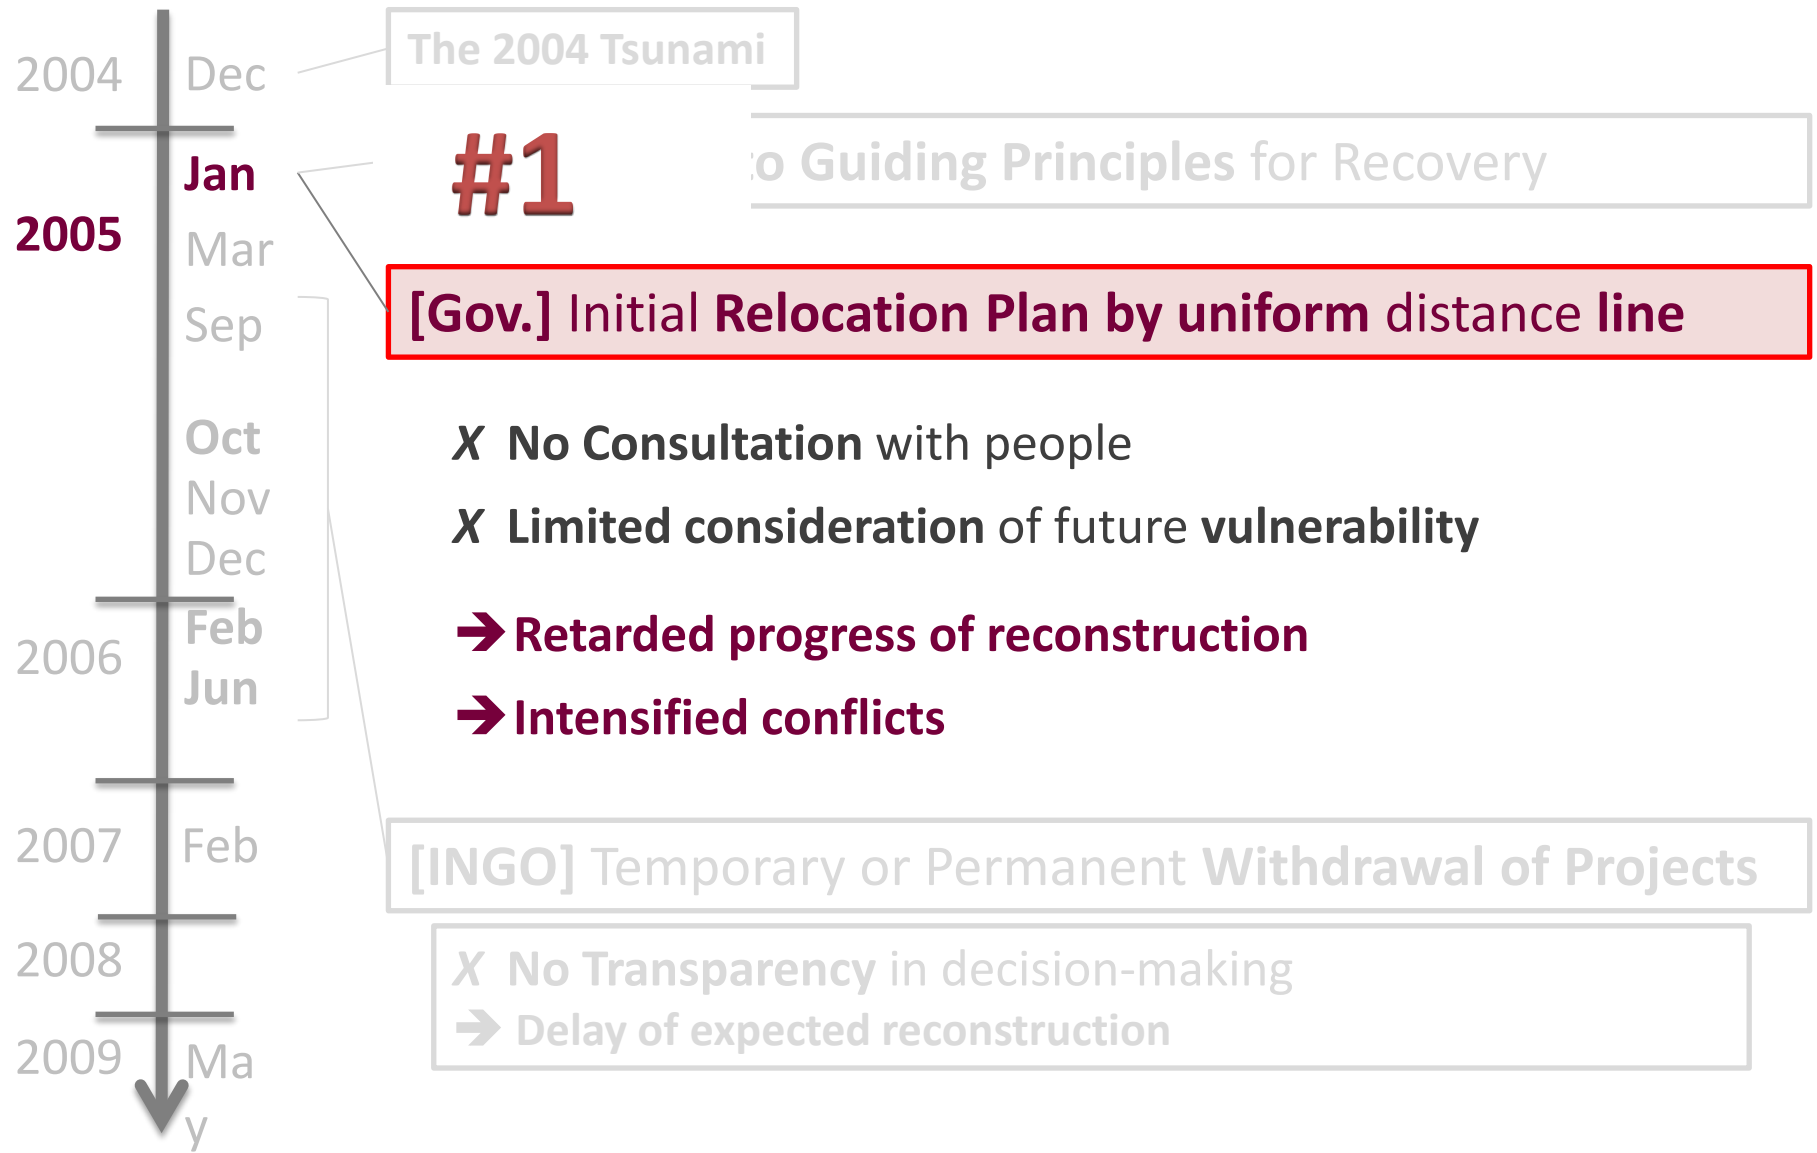 2004
Dec
The 2004 Tsunami
2005
Jan
#1
to Guiding Principles for Recovery
Mar
[Gov.] Initial Relocation Plan by uniform distance line
Sep
Oct
X No Consultation with people
Nov
X Limited consideration of future vulnerability
Dec
2006
Feb
➔ Retarded progress of reconstruction
Jun
➔ Intensified conflicts
2007
Feb
[INGO] Temporary or Permanent Withdrawal of Projects
2008
X No Transparency in decision-making
➔ Delay of expected reconstruction
2009
Ma
y